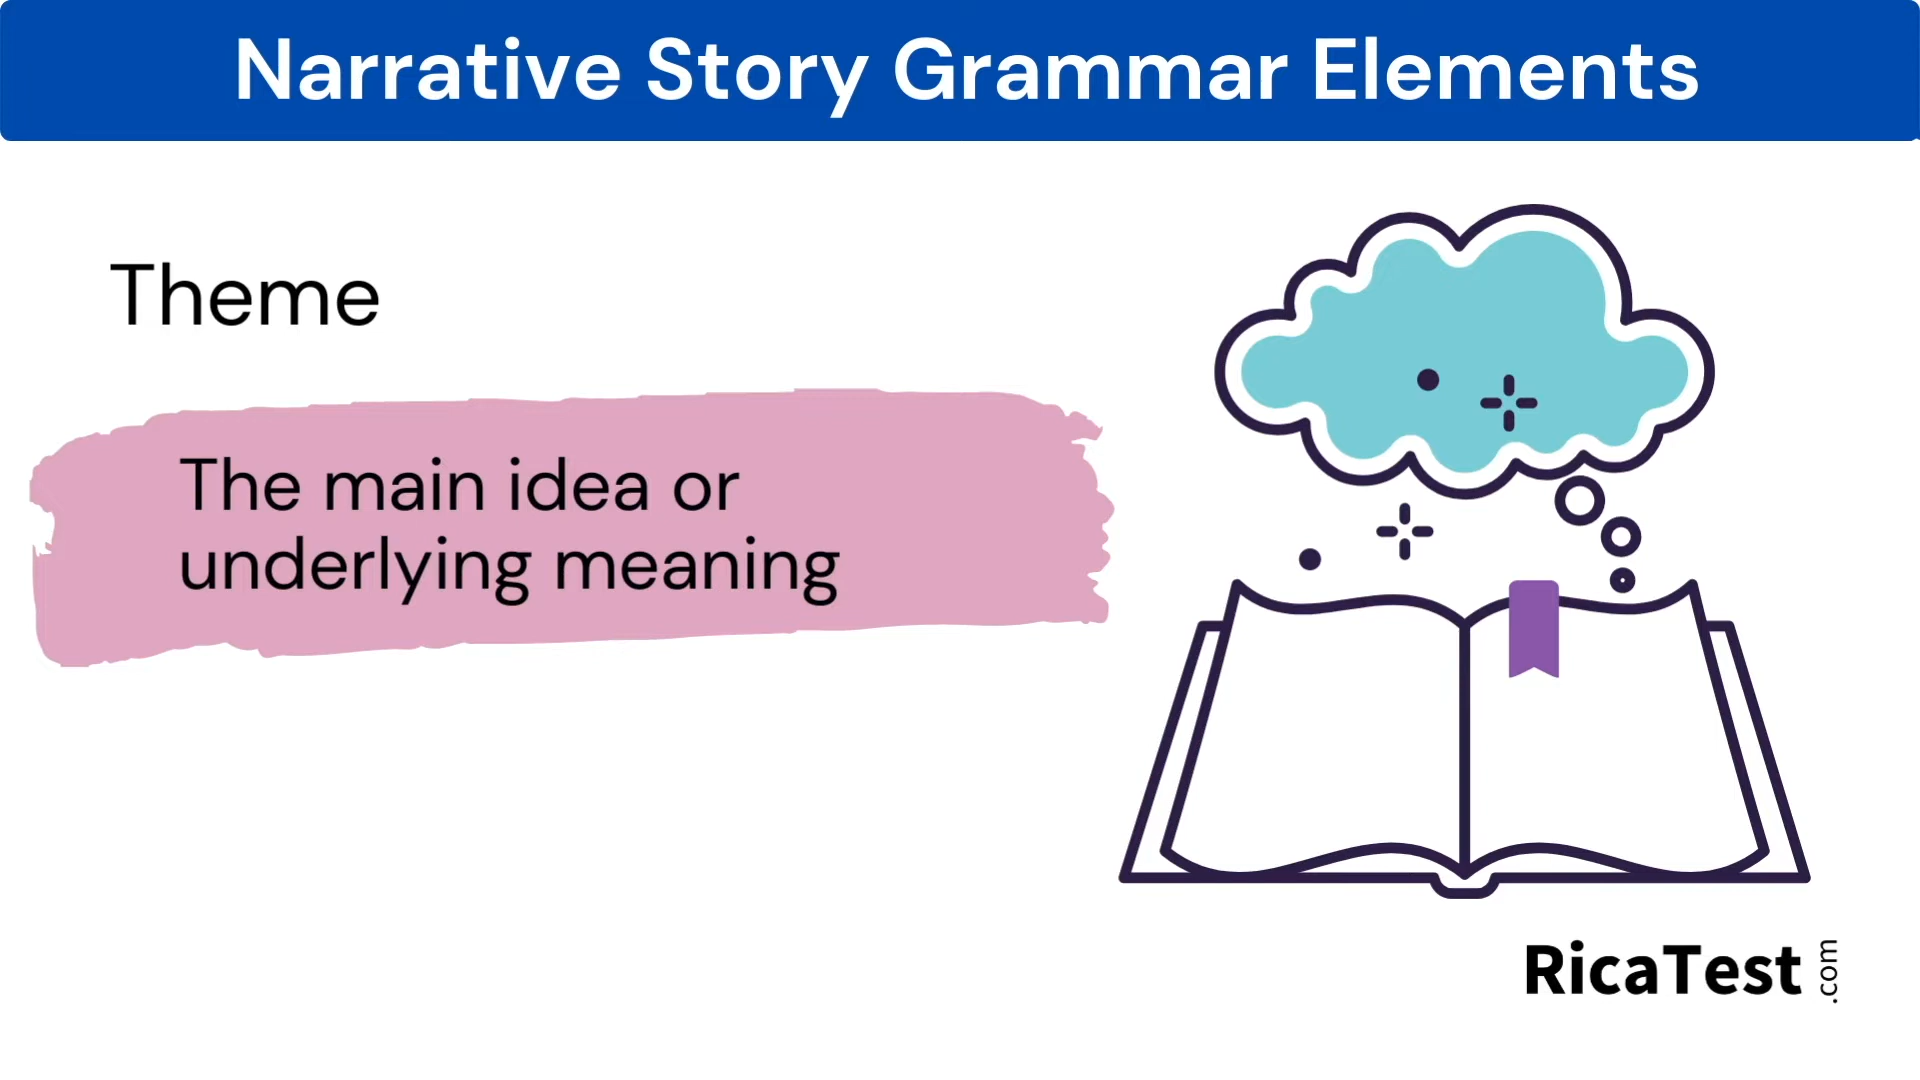 Narrative Story Grammar Elements
Theme
The main idea or
underlying meaning
RicaTest.com